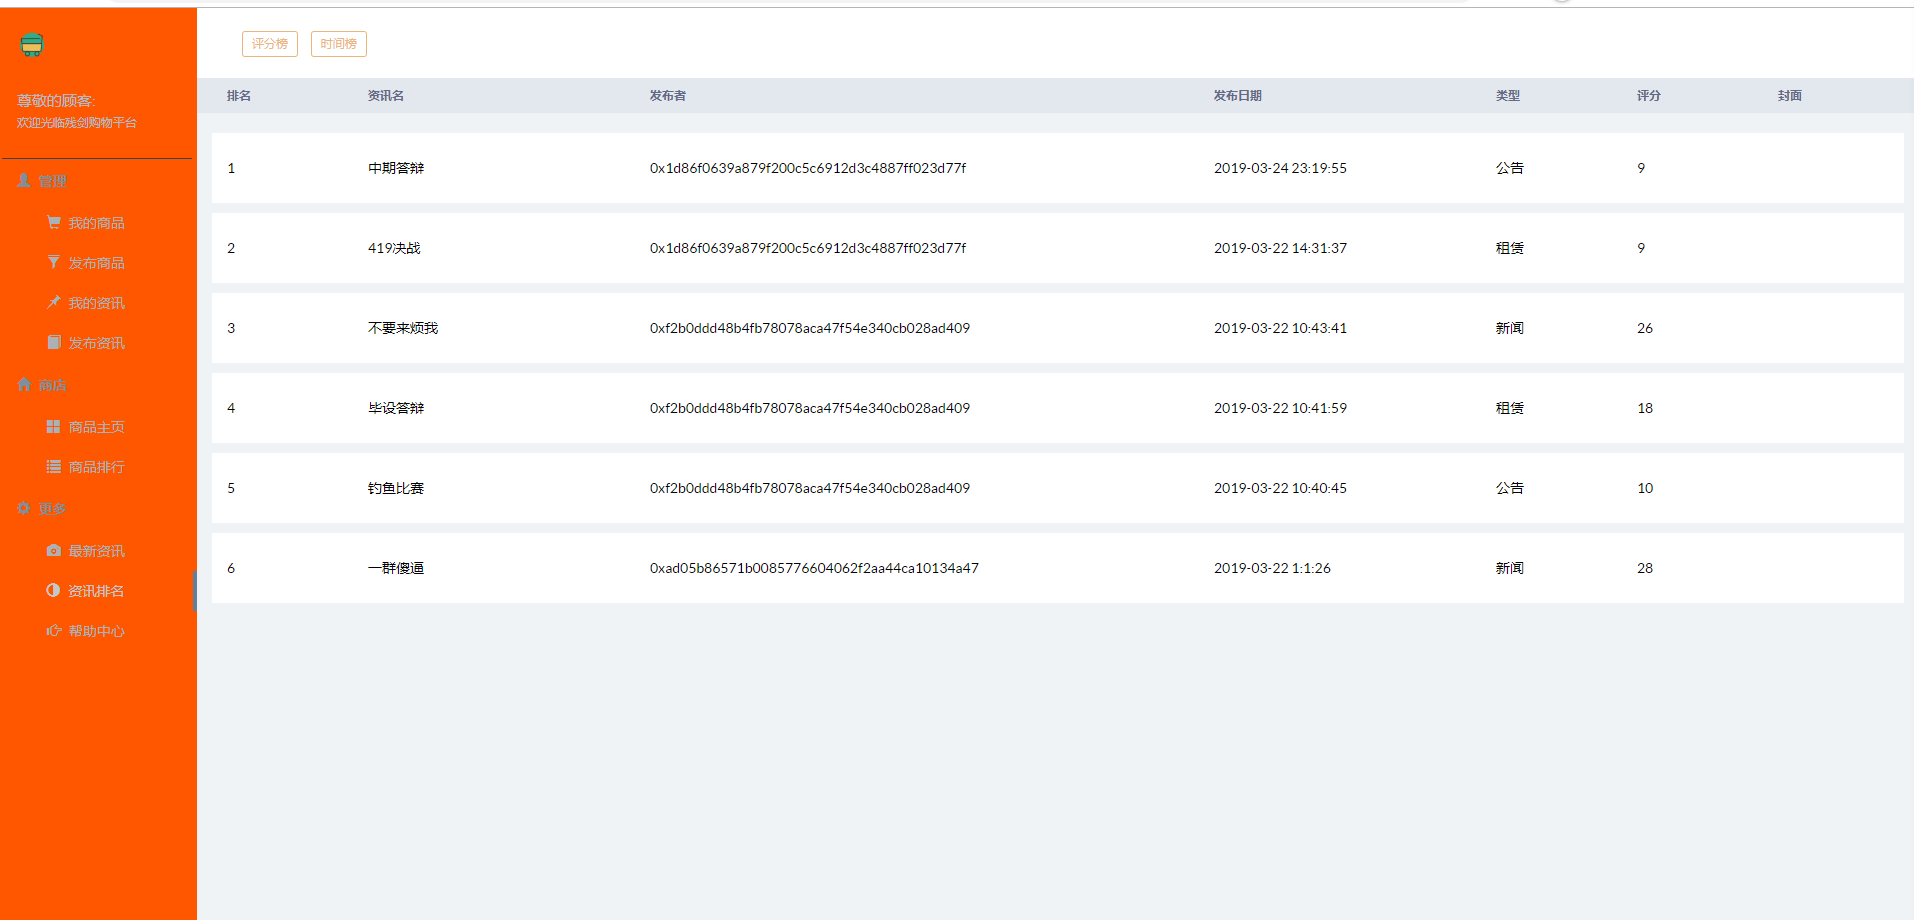 尊敬的顾客:
欢迎光临残剑购物平台
管理
我的商品
发布商品
我的资讯
发布资讯
商店
商品主页
商品排行
更多
最新资讯
资讯排名
帮助中心
评分榜 时间榜
排名 资讯名 发布者 发布日期 类型 评分 封面
1 中期答辩 0x1d86f0639a879f200c5c6912d3c4887ff023d77f 2019-03-24 23:19:55 公告 9
2 419决战 0x1d86f0639a879f200c5c6912d3c4887ff023d77f 2019-03-22 14:31:37 租赁 9
3 不要来烦我 0xf2b0ddd48b4fb78078aca47f54e340cb028ad409 2019-03-22 10:43:41 新闻 26
4 毕设答辩 0xf2b0ddd48b4fb78078aca47f54e340cb028ad409 2019-03-22 10:41:59 租赁 18
5 钓鱼比赛 0xf2b0ddd48b4fb78078aca47f54e340cb028ad409 2019-03-22 10:40:45 公告 10
6 一群傻逼 0xad05b86571b0085776604062f2aa44ca10134a47 2019-03-22 1:1:26 新闻 28